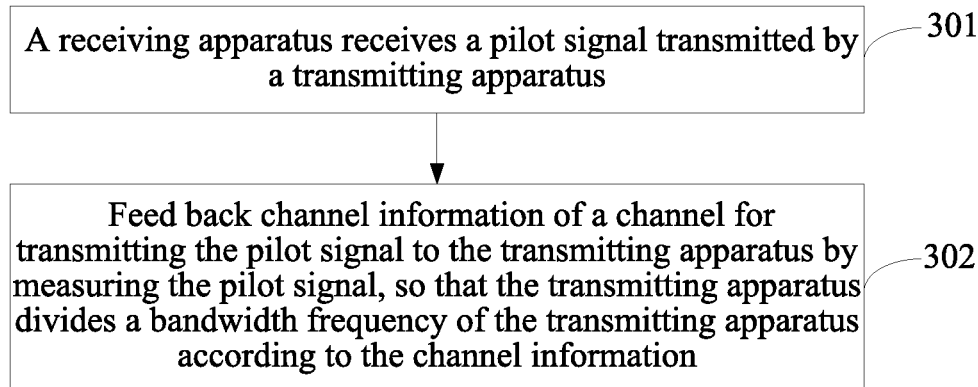 A receiving apparatus receives a pilot signal transmitted by
a transmitting apparatus
301
Feed back channel information of a channel for
transmitting the pilot signal to the transmitting apparatus by
measuring the pilot signal, so that the transmitting apparatus
divides a bandwidth frequency of the transmitting apparatus
according to the channel information
302